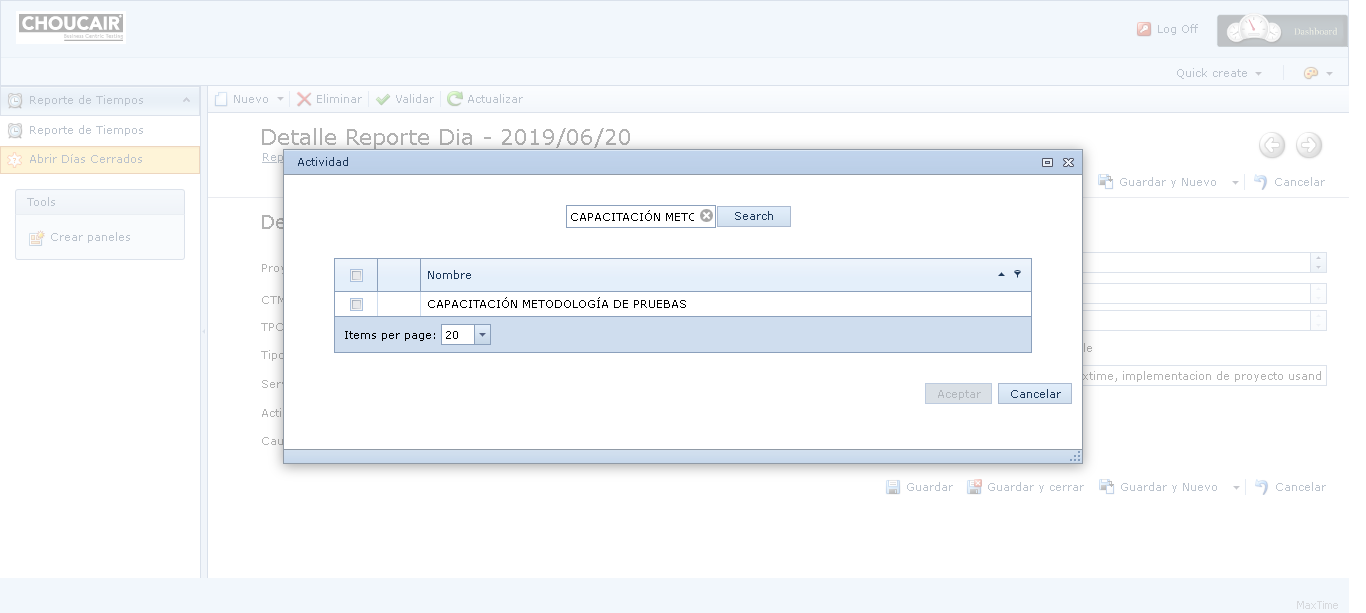 CHOUCAIR
Business Centric Testing
Log Off
Dashboard
Quick create
Reporte de Tiempos
Reporte de Tiempos
Abrir Días Cerrados
Tools
Crear paneles
Nuevo
Eliminar
Validar
Actualizar
Detalle Reporte Dia - 2019/06/20
Rep
Guardar y Nuevo
Cancelar
De
Proy
CTM
TPC
Tipo
le
Serv
xtime, implementacion de proyecto usand
Acti
Cau
Actividad
CAPACITACIÓN METO
Search
Nombre
CAPACITACIÓN METODOLOGÍA DE PRUEBAS
Items per page: 20
Aceptar
Cancelar
Guardar
Guardar y cerrar
Guardar y Nuevo
Cancelar
MaxTime